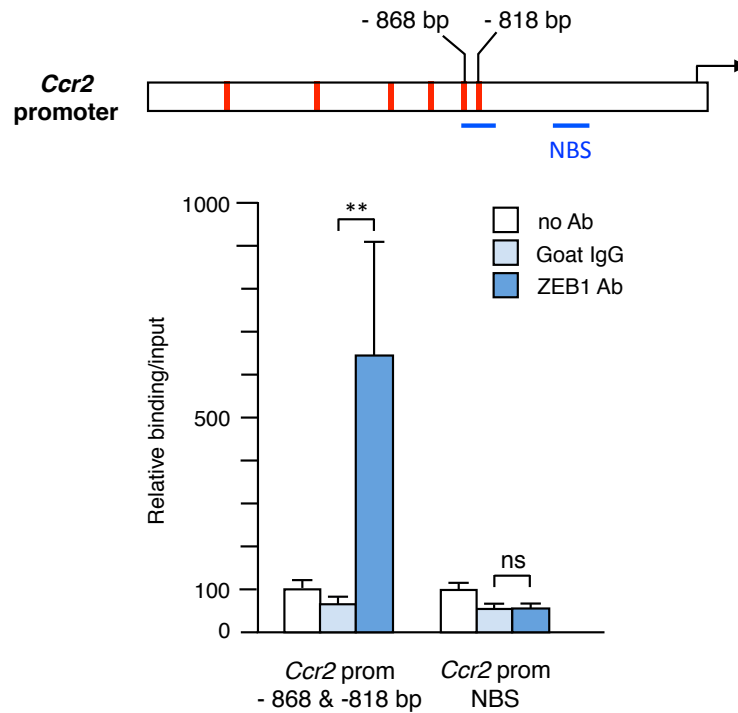 - 868 bp
- 818 bp
Ccr2
promoter
NBS
1000
**
no Ab
Goat IgG
ZEB1 Ab
Relative binding/input
500
ns
100
0
Ccr2 prom
- 868 & -818 bp
Ccr2 prom
NBS